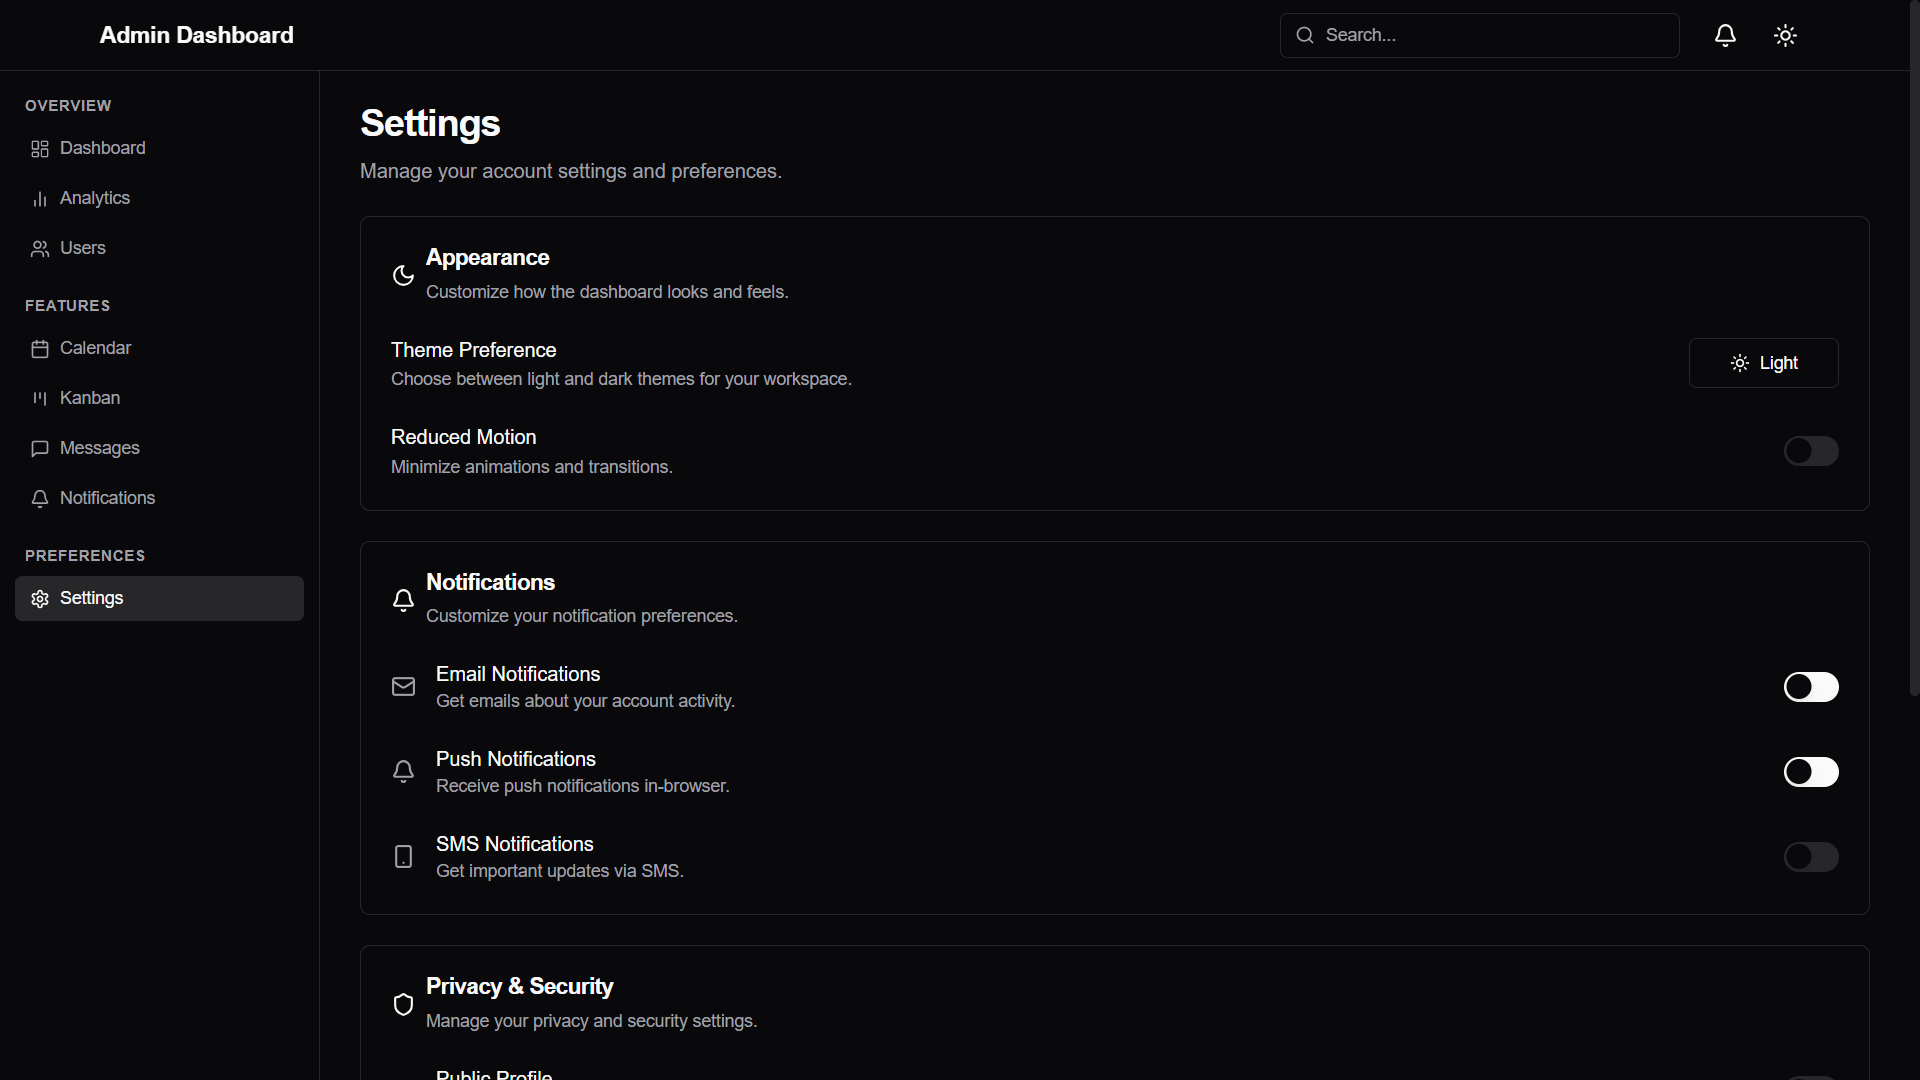 Admin Dashboard
Search...
OVERVIEW
Dashboard
Analytics
Users
FEATURES
Calendar
Kanban
Messages
Notifications
PREFERENCES
Settings
Settings
Manage your account settings and preferences.
Appearance
Customize how the dashboard looks and feels.
Theme Preference
Choose between light and dark themes for your workspace.
Light
Reduced Motion
Minimize animations and transitions.
Notifications
Customize your notification preferences.
Email Notifications
Get emails about your account activity.
Push Notifications
Receive push notifications in-browser.
SMS Notifications
Get important updates via SMS.
Privacy & Security
Manage your privacy and security settings.
Public Profile